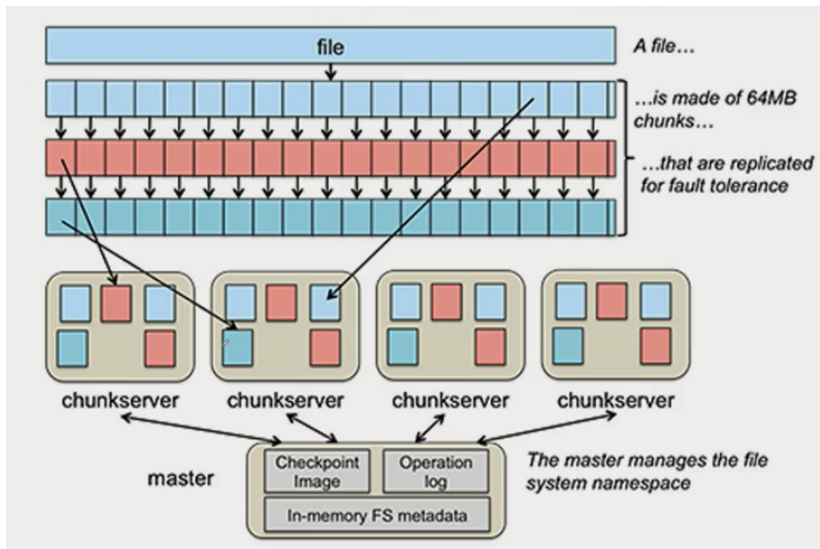 file
A file…
…is made of 64MB
chunks…
…that are replicated
for fault tolerance
chunkserver
chunkserver
chunkserver
chunkserver
master
Checkpoint
Image
Operation
log
In-memory FS metadata
The master manages the file
system namespace